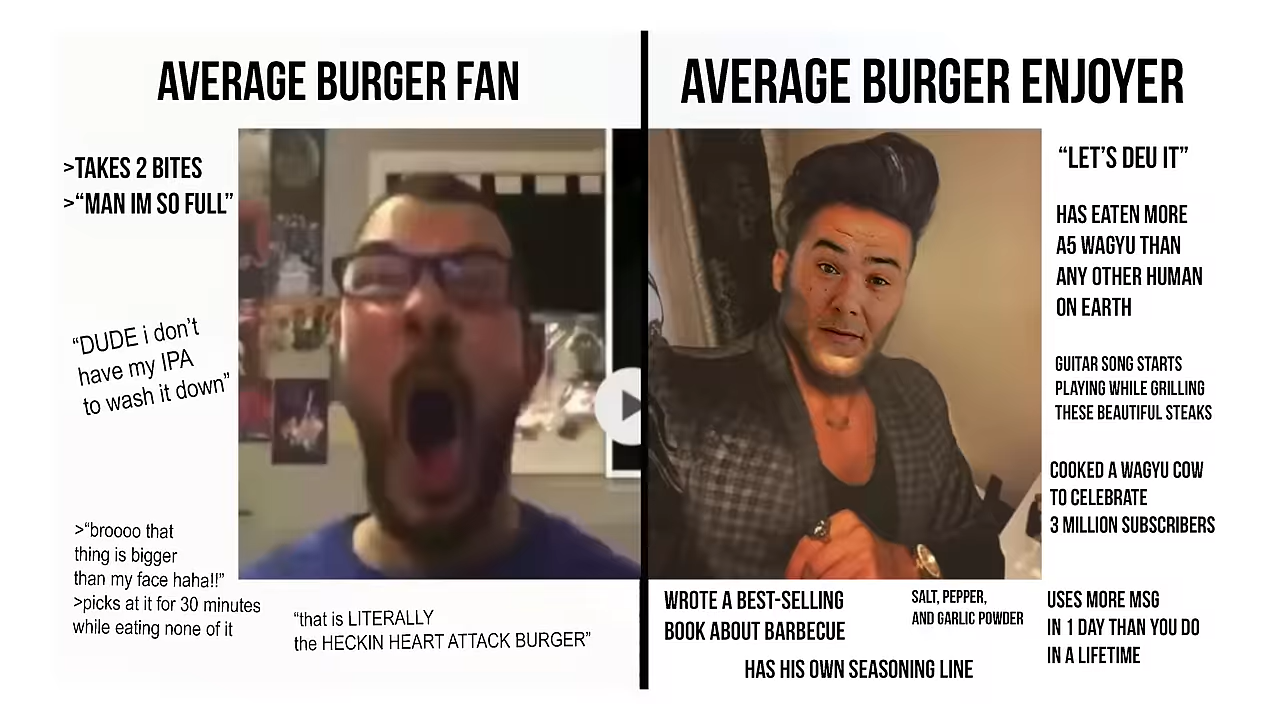 AVERAGE BURGER FAN
>TAKES 2 BITES
>“MAN IM SO FULL”
“DUDE i don’t
have my IPA
to wash it down”
>“broooo that
thing is bigger
than my face haha!!”
>picks at it for 30 minutes
while eating none of it
“that is LITERALLY
the HECKIN HEART ATTACK BURGER”
AVERAGE BURGER ENJOYER
“LET’S DEU IT”
HAS EATEN MORE
A5 WAGYU THAN
ANY OTHER HUMAN
ON EARTH
GUITAR SONG STARTS
PLAYING WHILE GRILLING
THESE BEAUTIFUL STEAKS
COOKED A WAGYU COW
TO CELEBRATE
3 MILLION SUBSCRIBERS
WROTE A BEST-SELLING
BOOK ABOUT BARBECUE
SALT, PEPPER,
AND GARLIC POWDER
USES MORE MSG
IN 1 DAY THAN YOU DO
IN A LIFETIME
HAS HIS OWN SEASONING LINE